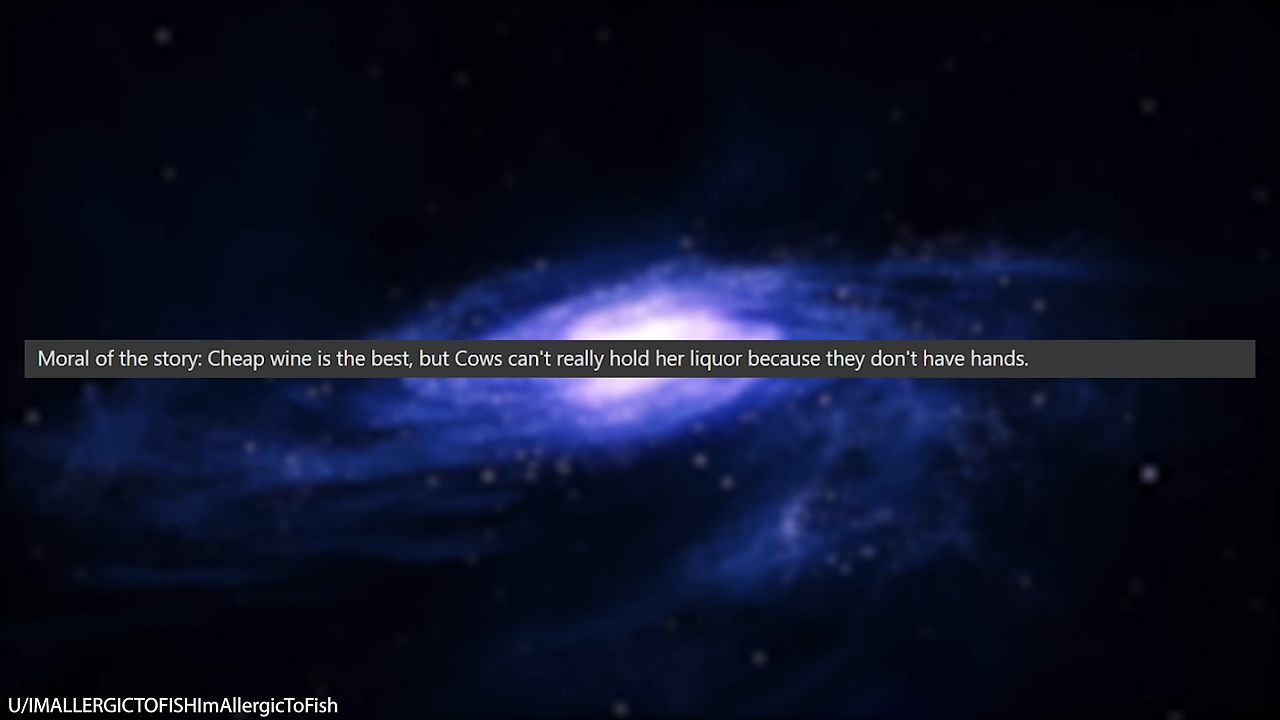 Moral of the story: Cheap wine is the best, but Cows can't really hold her liquor because they don't have hands.
U/IMALLERGICTOFISHImAllergicToFish